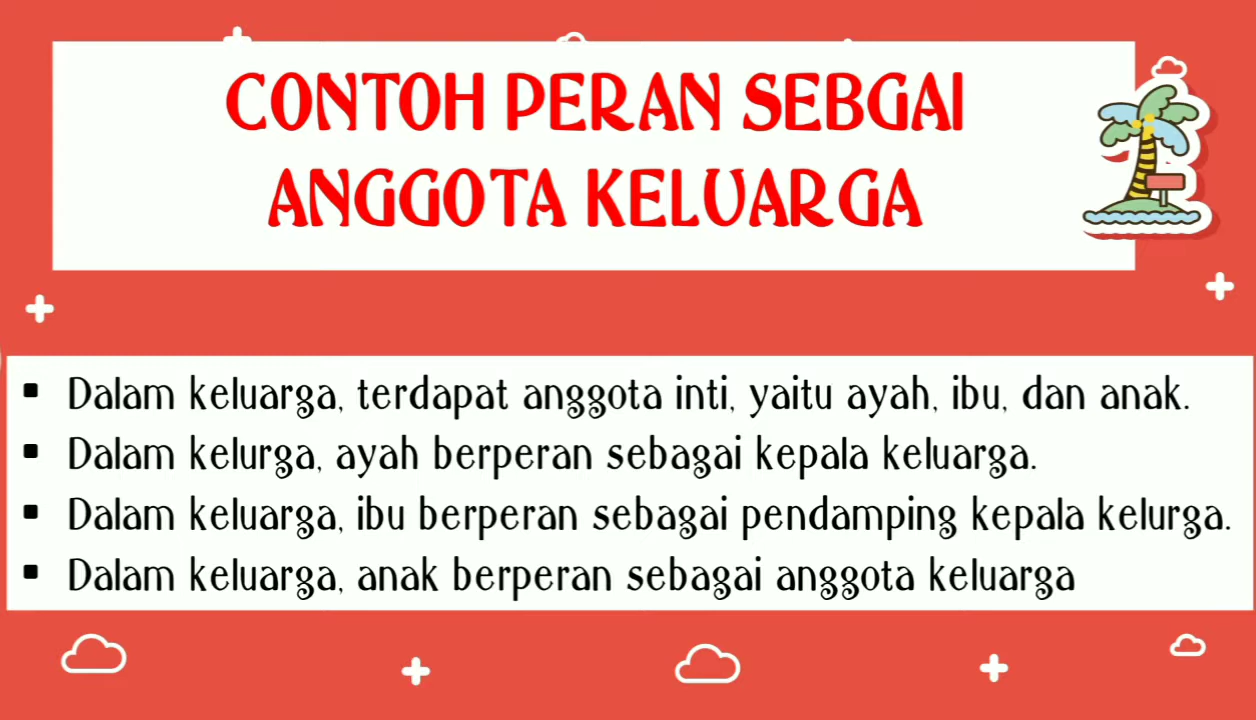 CONTOH PERAN SEBGAI
ANGGOTA KELUARGA
▪ Dalam keluarga, terdapat anggota inti, yaitu ayah, ibu, dan anak.
▪ Dalam kelurga, ayah berperan sebagai kepala keluarga.
▪ Dalam keluarga, ibu berperan sebagai pendamping kepala kelurga.
▪ Dalam keluarga, anak berperan sebagai anggota keluarga